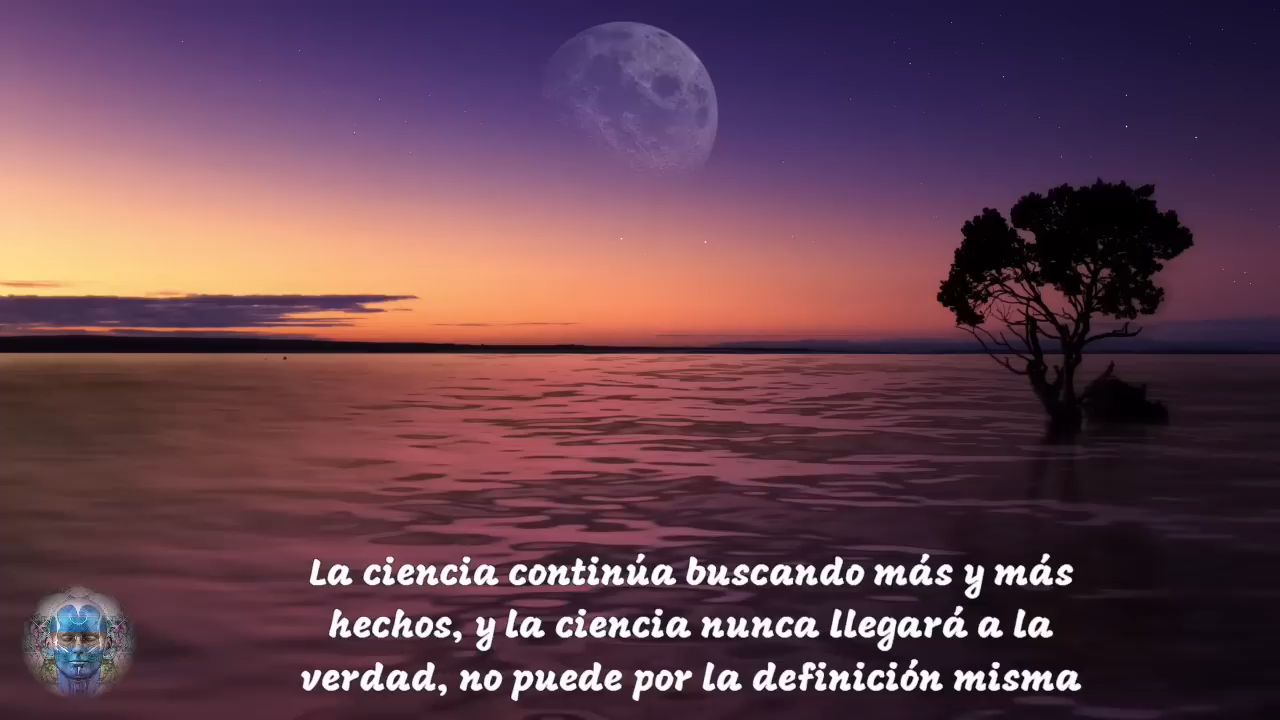 La ciencia continúa buscando más y más
hechos, y la ciencia nunca llegará a la
verdad, no puede por la definición misma